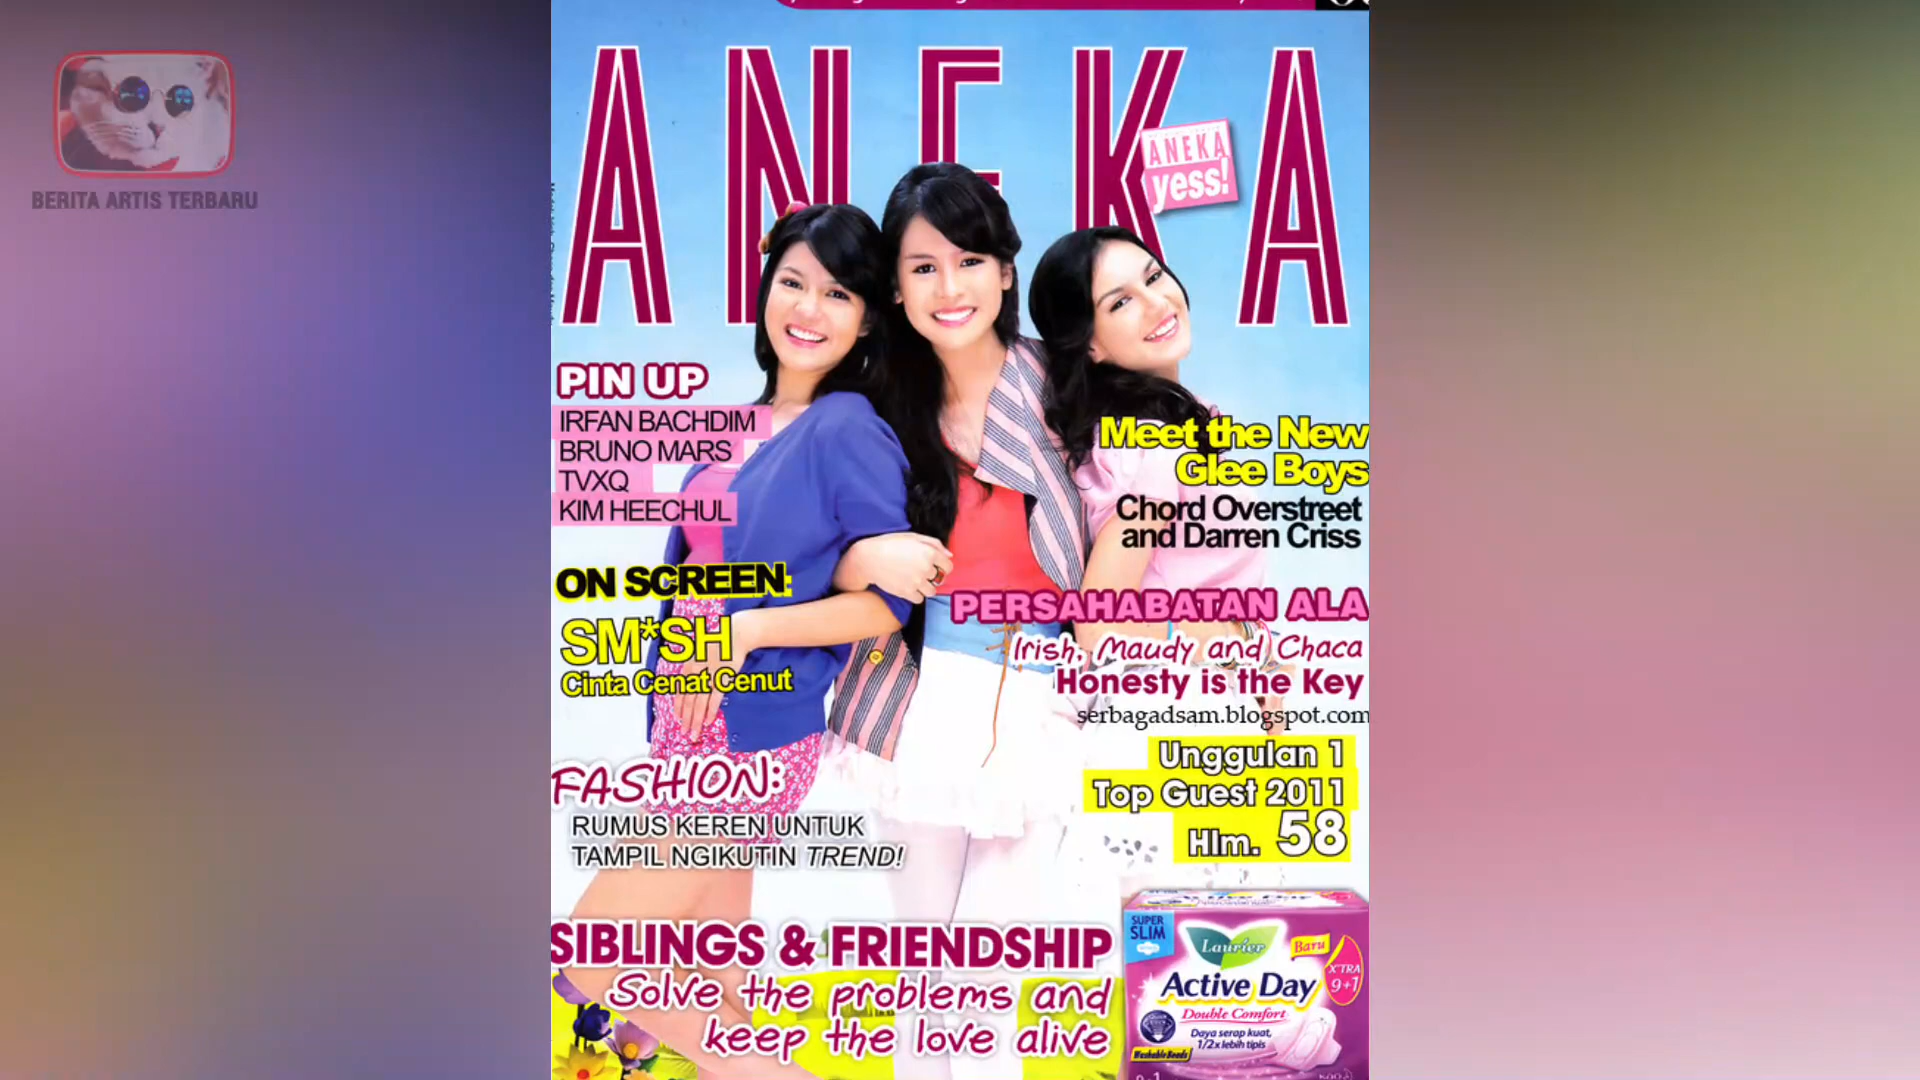 BERITA ARTIS TERBARU
ANEKA
ANEKA
yess!
PIN UP
IRFAN BACHDIM
BRUNO MARS
TVXQ
KIM HEECHUL
Meet the New
Glee Boys
Chord Overstreet
and Darren Criss
ON SCREEN:
SM*SH
Cinta Cenat Cenut
PERSAHABATAN ALA
Irish, Maudy and Chaca
Honesty is the Key
serbagadsam.blogspot.com
Unggulan 1
Top Guest 2011
Hlm. 58
FASHION:
RUMUS KEREN UNTUK
TAMPIL NGIKUTIN TREND!
SIBLINGS & FRIENDSHIP
Solve the problems and
keep the love alive
SUPER
SLIM
Laurier
Baru
X'TRA
9+1
Active Day
Double Comfort
Daya serap kuat,
1/2x lebih tipis
Washable Beads